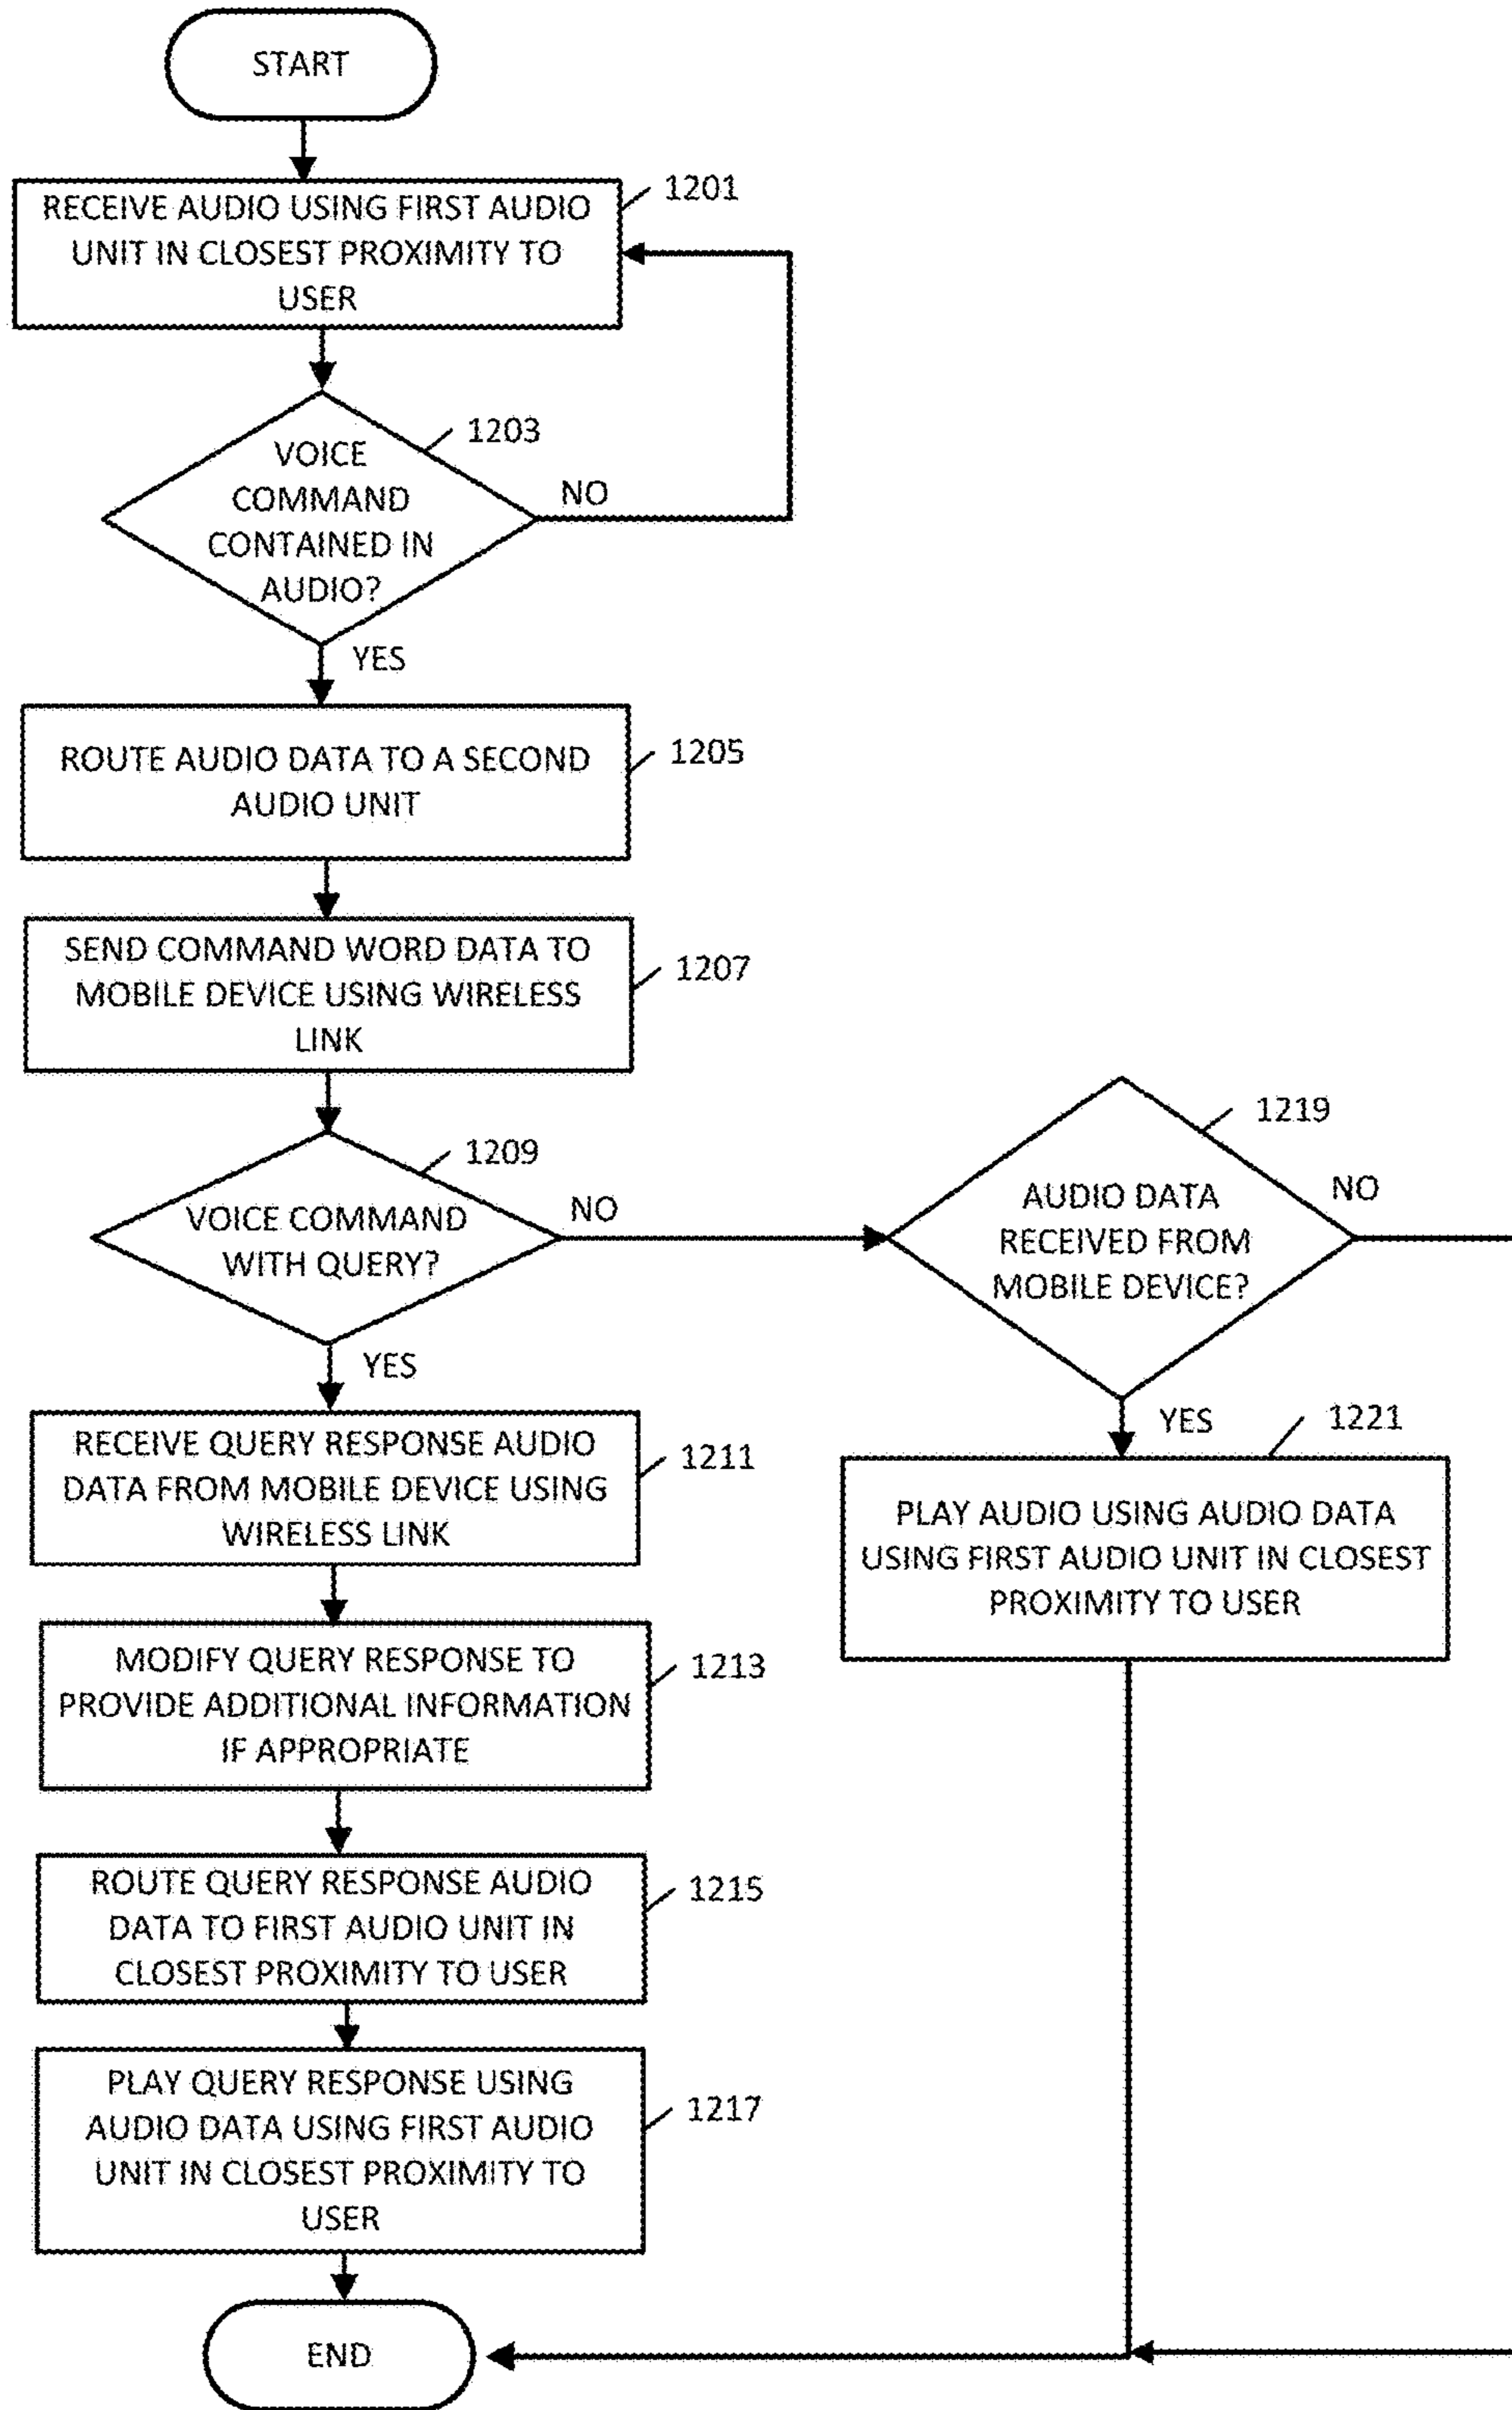 START
RECEIVE AUDIO USING FIRST AUDIO
UNIT IN CLOSEST PROXIMITY TO
USER
1201
VOICE
COMMAND
CONTAINED IN
AUDIO?
1203
NO
YES
ROUTE AUDIO DATA TO A SECOND
AUDIO UNIT
1205
SEND COMMAND WORD DATA TO
MOBILE DEVICE USING WIRELESS
LINK
1207
VOICE COMMAND
WITH QUERY?
1209
NO
YES
RECEIVE QUERY RESPONSE AUDIO
DATA FROM MOBILE DEVICE USING
WIRELESS LINK
1211
MODIFY QUERY RESPONSE TO
PROVIDE ADDITIONAL INFORMATION
IF APPROPRIATE
1213
ROUTE QUERY RESPONSE AUDIO
DATA TO FIRST AUDIO UNIT IN
CLOSEST PROXIMITY TO USER
1215
PLAY QUERY RESPONSE USING
AUDIO DATA USING FIRST AUDIO
UNIT IN CLOSEST PROXIMITY TO
USER
1217
END
AUDIO DATA
RECEIVED FROM
MOBILE DEVICE?
1219
NO
YES
PLAY AUDIO USING AUDIO DATA
USING FIRST AUDIO UNIT IN CLOSEST
PROXIMITY TO USER
1221